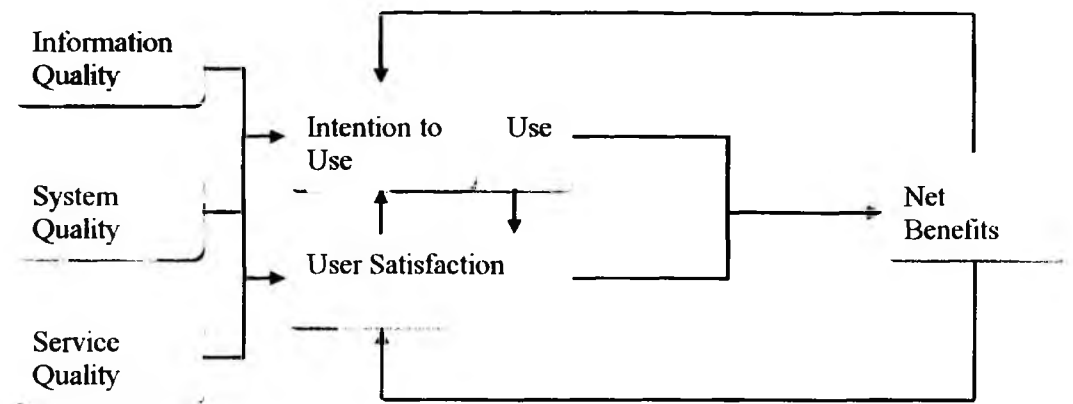 Information
Quality
System
Quality
Service
Quality
Intention to Use
Use
User Satisfaction
Net
Benefits